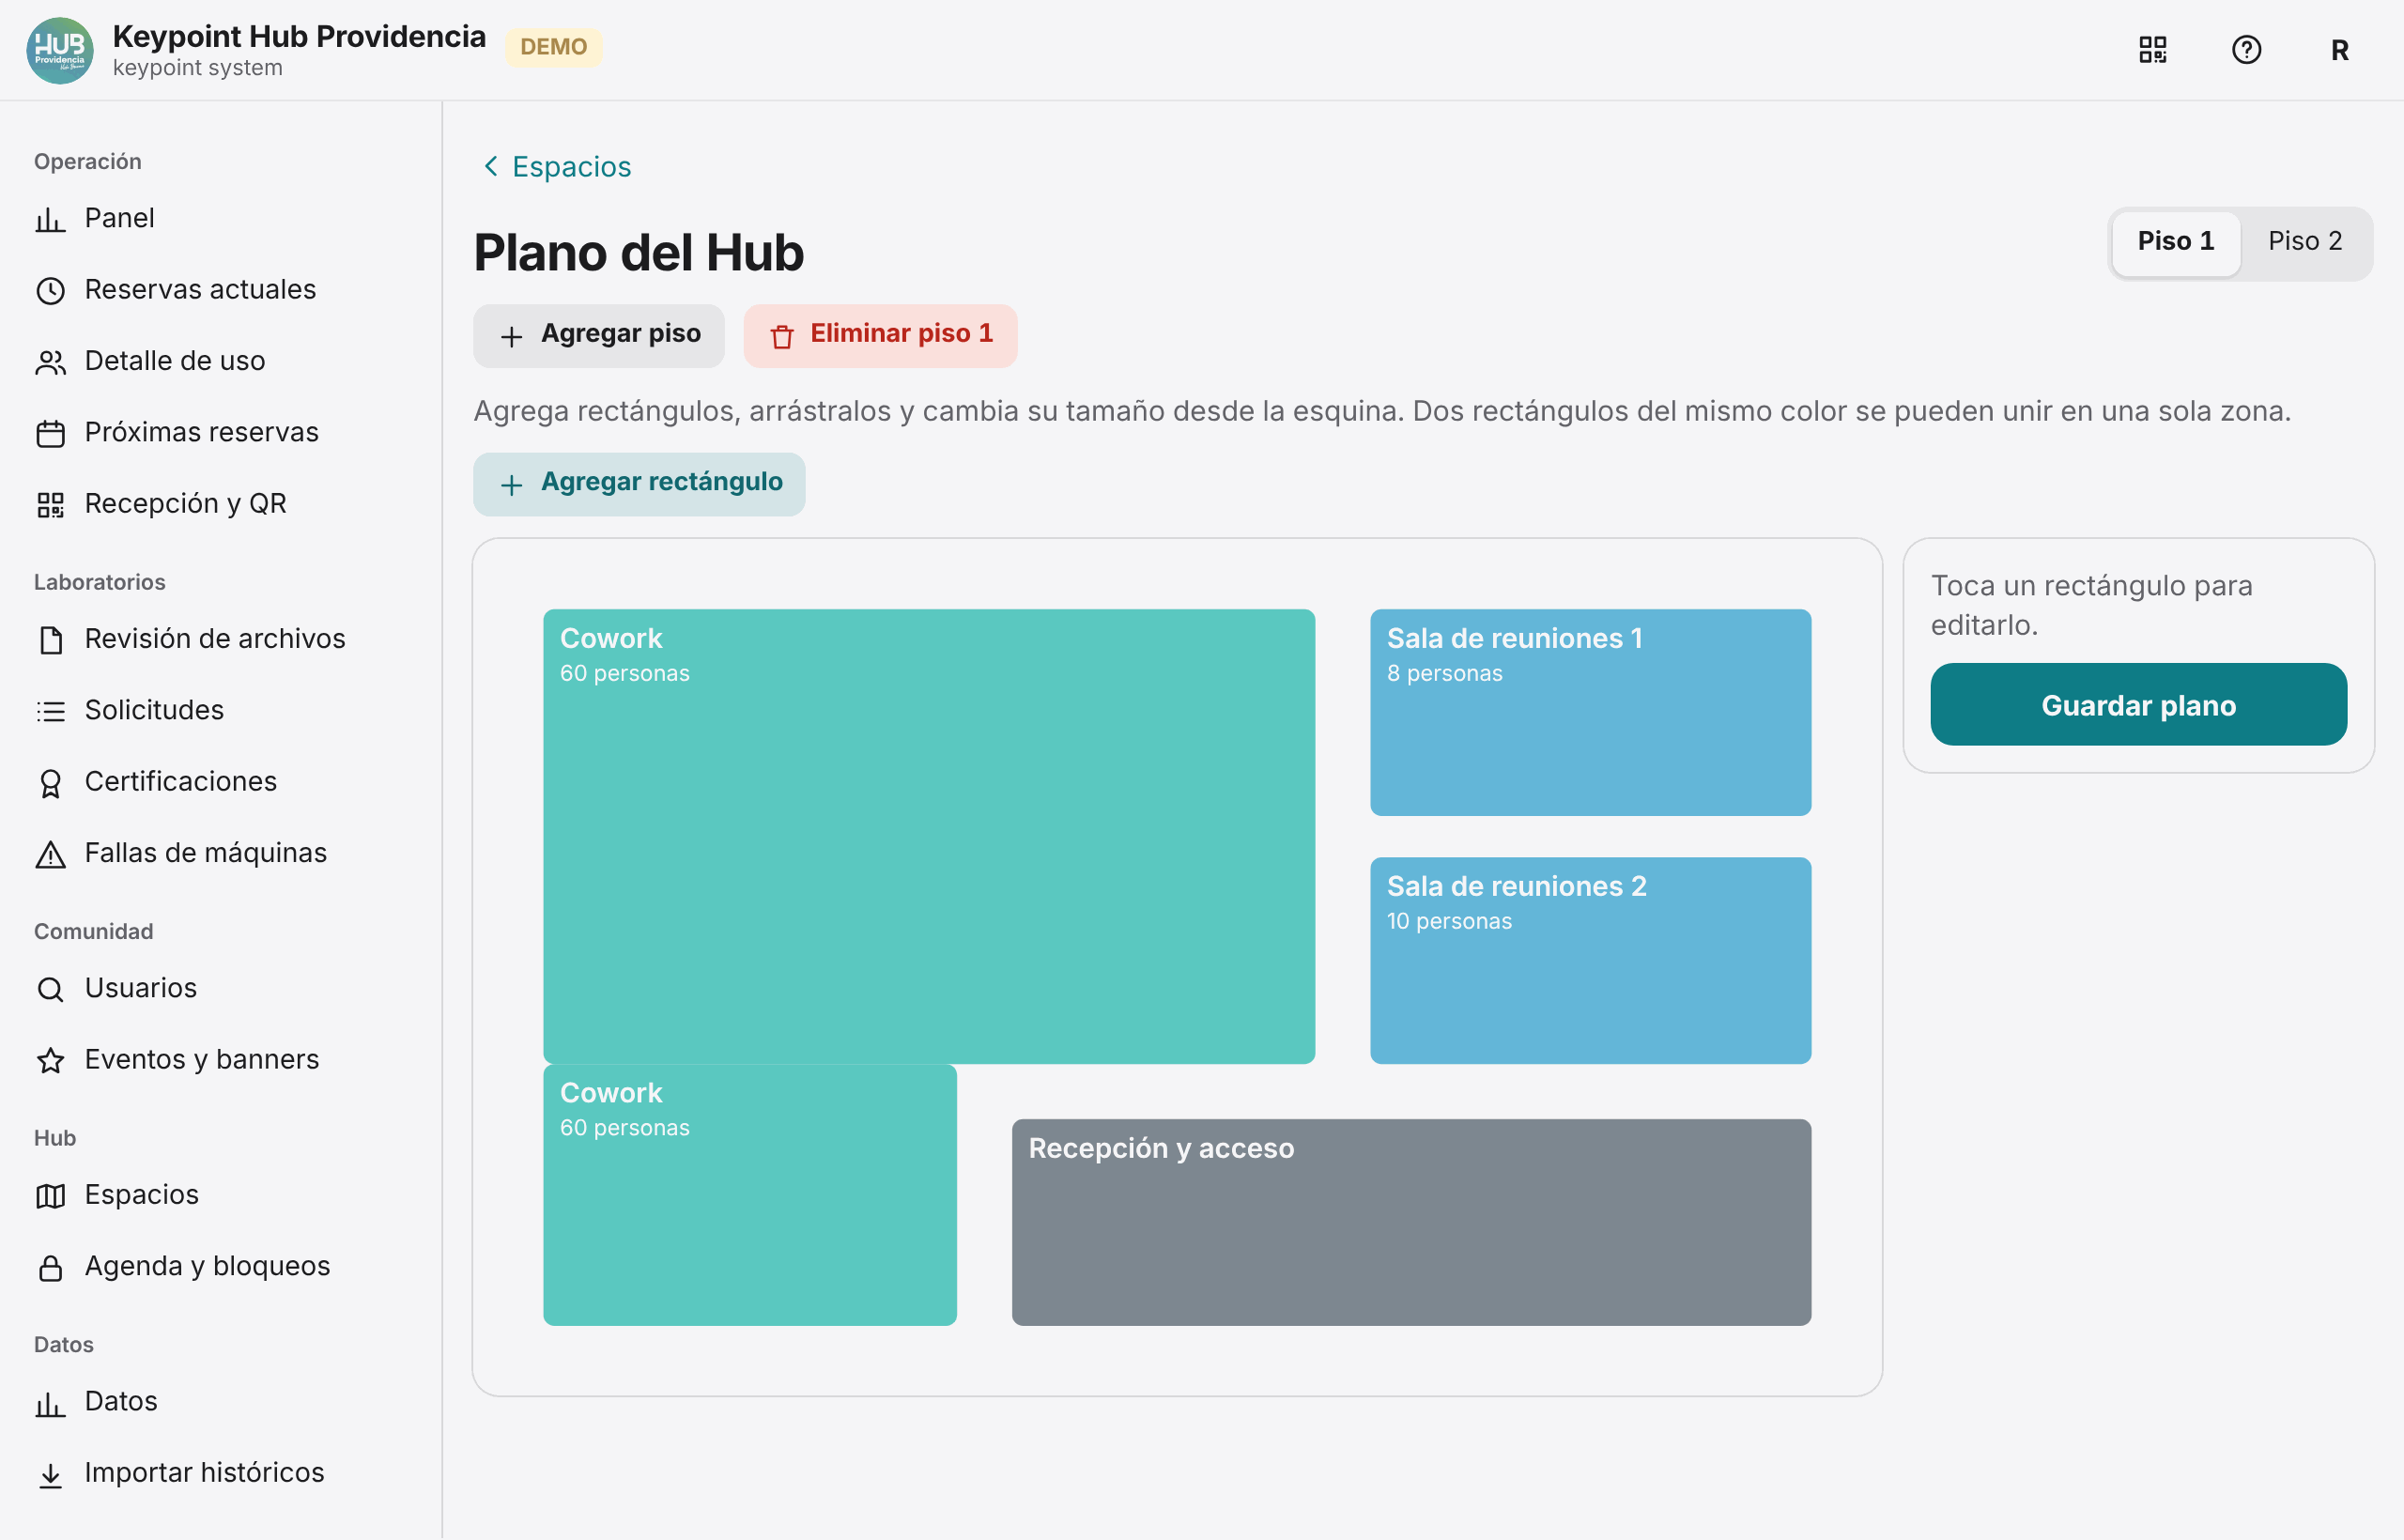 HUB
Providencia
Keypoint Hub Providencia
keypoint system
DEMO
R
Operación
Panel
Reservas actuales
Detalle de uso
Próximas reservas
Recepción y QR
Laboratorios
Revisión de archivos
Solicitudes
Certificaciones
Fallas de máquinas
Comunidad
Usuarios
Eventos y banners
Hub
Espacios
Agenda y bloqueos
Datos
Datos
Importar históricos
Espacios
Plano del Hub
Piso 1
Piso 2
Agregar piso
Eliminar piso 1
Agrega rectángulos, arrástralos y cambia su tamaño desde la esquina. Dos rectángulos del mismo color se pueden unir en una sola zona.
Agregar rectángulo
Cowork
60 personas
Sala de reuniones 1
8 personas
Sala de reuniones 2
10 personas
Cowork
60 personas
Recepción y acceso
Toca un rectángulo para
editarlo.
Guardar plano